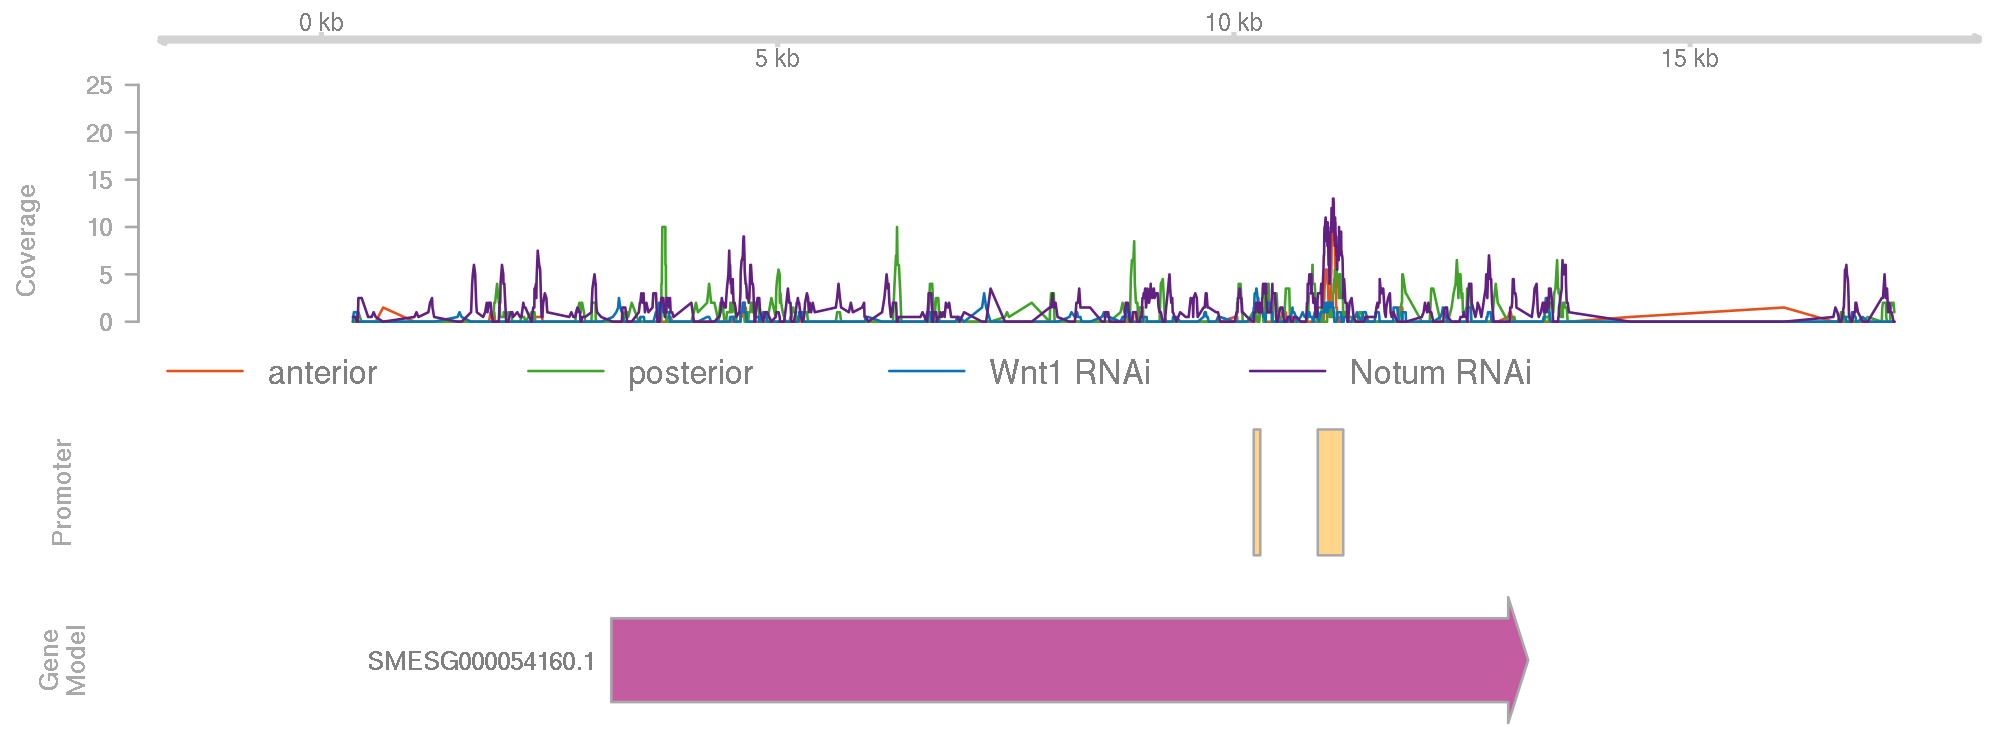 0 kb
10 kb
5 kb
15 kb
25
20
15
10
5
0
Coverage
anterior posterior Wnt1 RNAi Notum RNAi
Promoter
Gene
Model
SMESG000054160.1